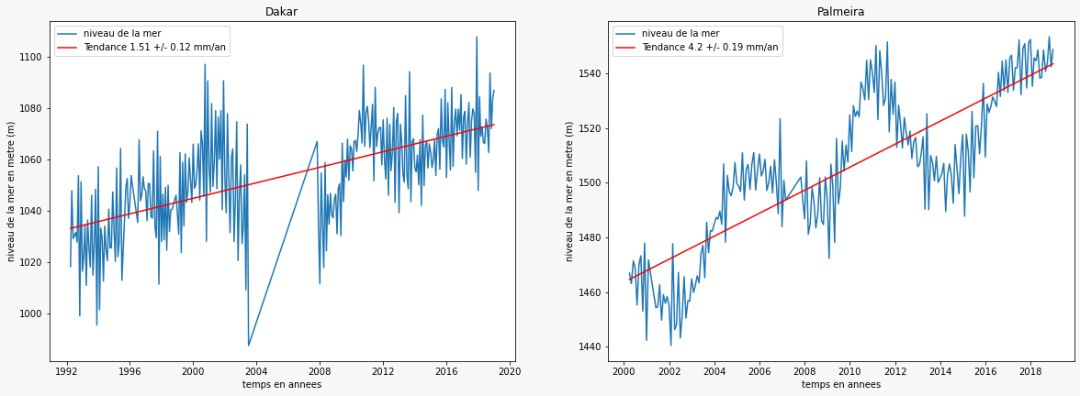 Dakar
niveau de la mer
Tendance 1.51 +/- 0.12 mm/an
niveau de la mer en metre (m)
1100
1080
1060
1040
1020
1000
1992 1996 2000 2004 2008 2012 2016 2020
temps en annees
Palmeira
niveau de la mer
Tendance 4.2 +/- 0.19 mm/an
niveau de la mer en metre (m)
1540
1520
1500
1480
1460
1440
2000 2002 2004 2006 2008 2010 2012 2014 2016 2018
temps en annees